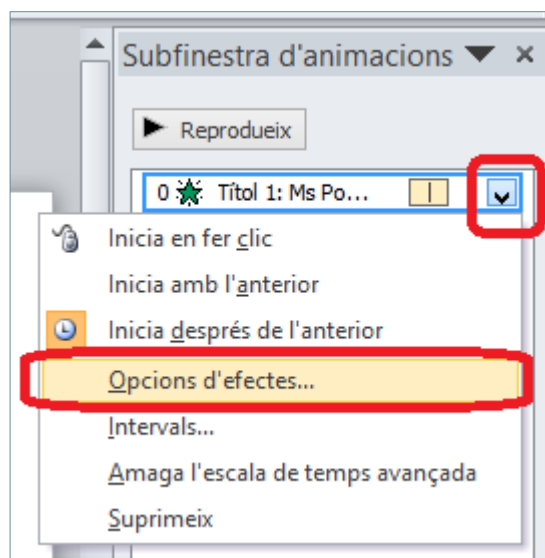 Subfinestra d'animacions
Reprodueix
0 Títol 1: Ms Po...
Inicia en fer clic
Inicia amb l'anterior
Inicia després de l'anterior
Opcions d'efectes...
Intervals...
Amaga l'escala de temps avançada
Suprimeix